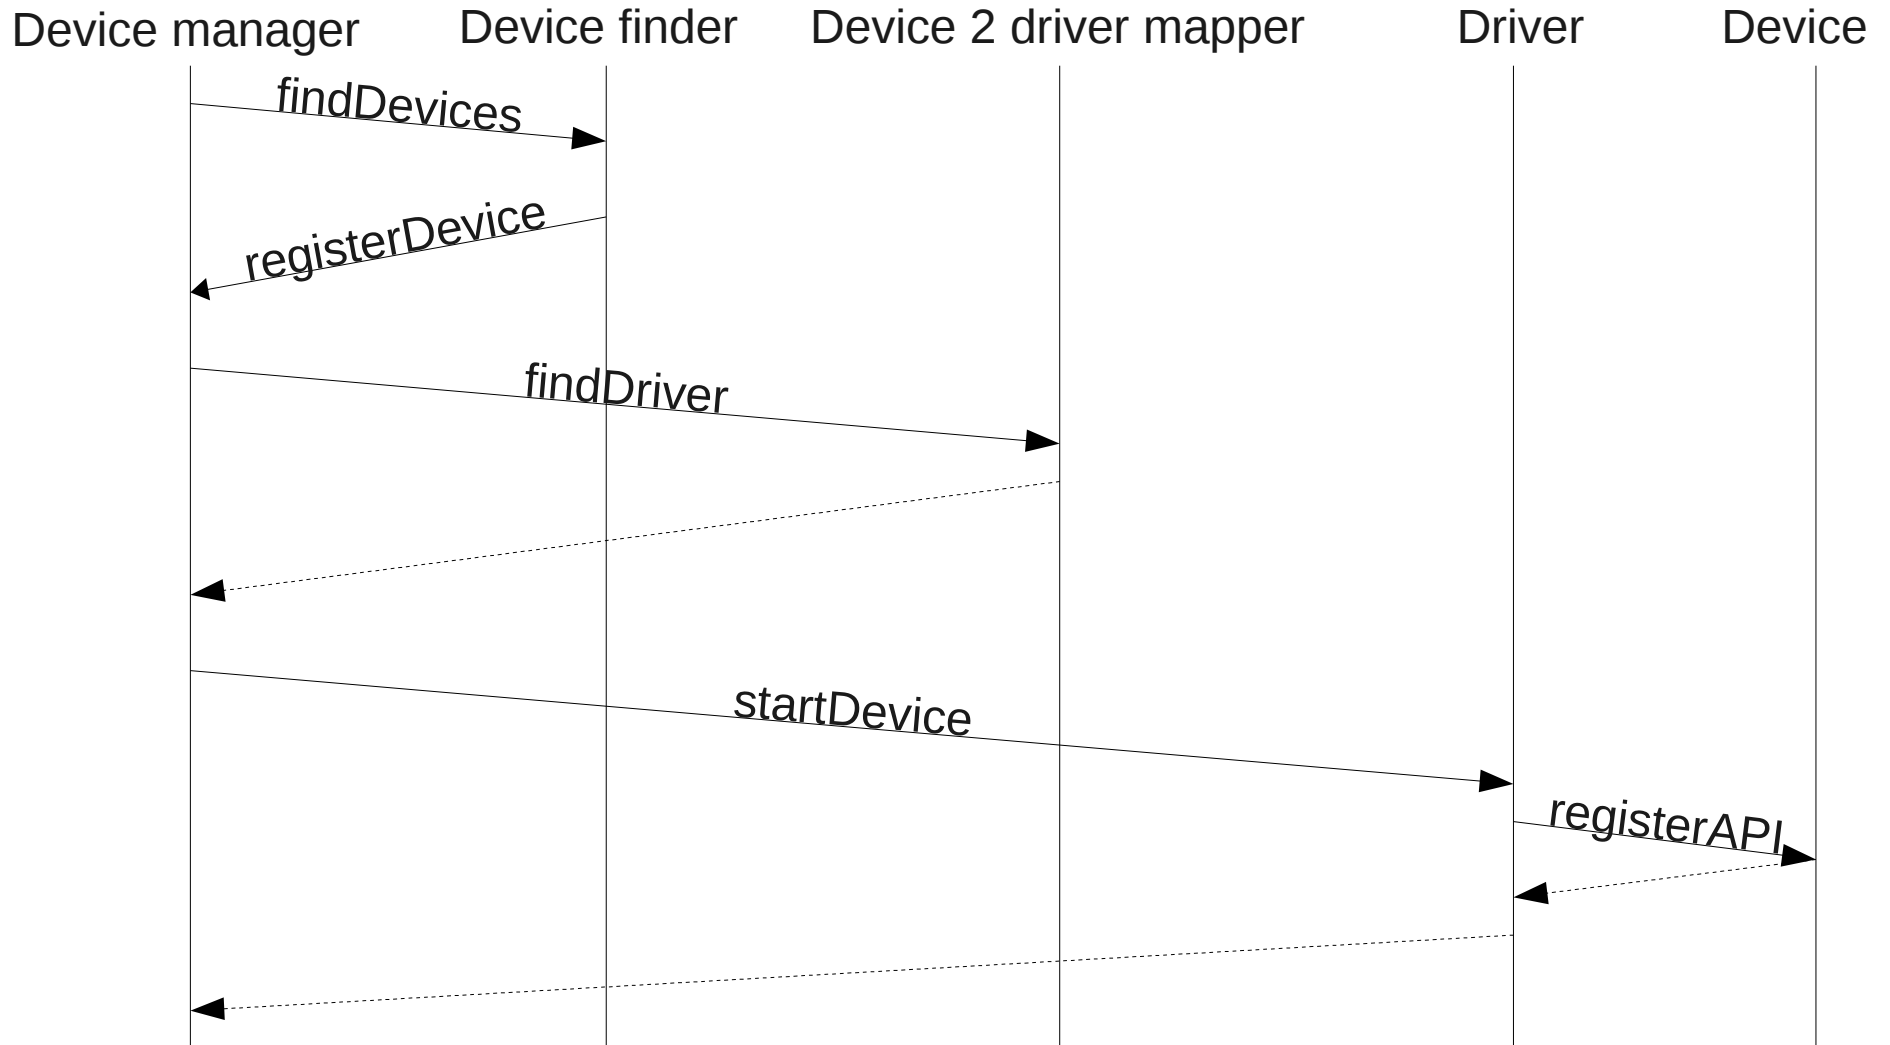 Device manager
Device finder
Device 2 driver mapper
Driver
Device
findDevices
registerDevice
findDriver
startDevice
registerAPI